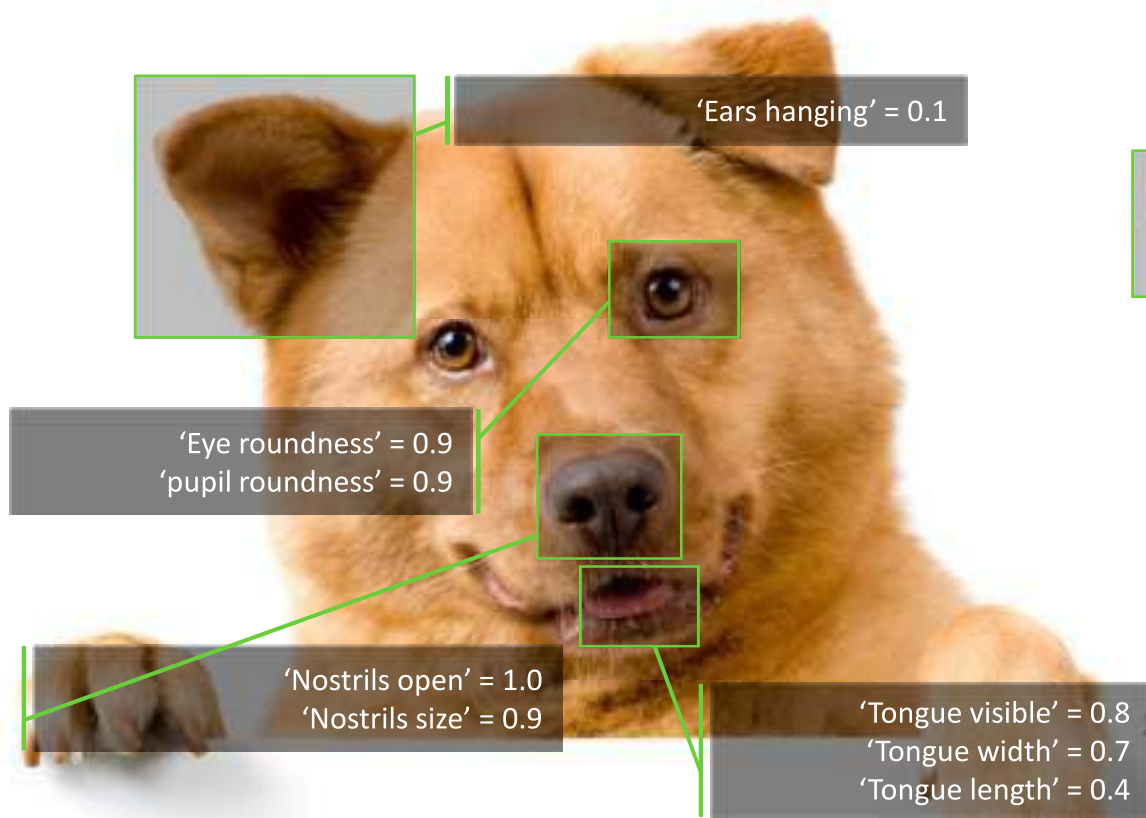 ‘Ears hanging’ = 0.1
‘Eye roundness’ = 0.9
‘pupil roundness’ = 0.9
‘Nostrils open’ = 1.0
‘Nostrils size’ = 0.9
‘Tongue visible’ = 0.8
‘Tongue width’ = 0.7
‘Tongue length’ = 0.4